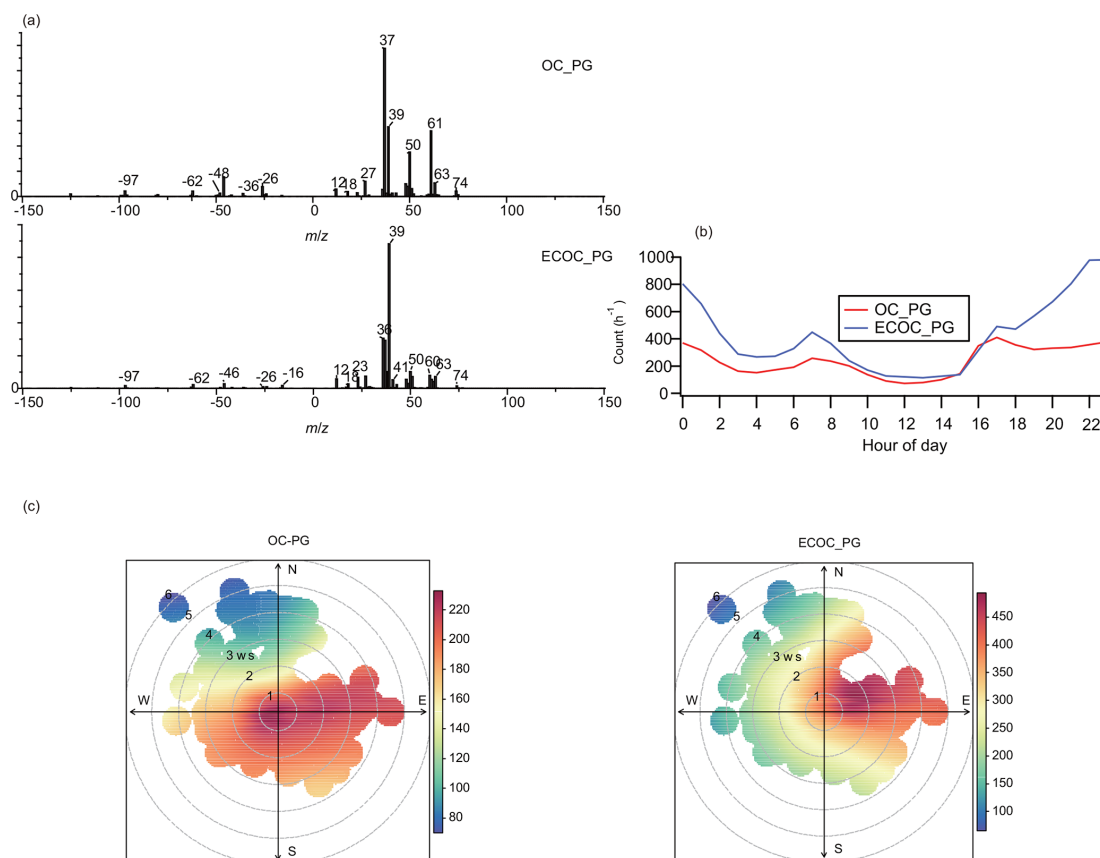 (a)
OC_PG
37
39
61
50
27
63
74
12
18
-97
-62
-48
-36
-26
0
-150 -100 -50 0 50 100 150
m/z
ECOC_PG
39
36
-97
-62
-46
-26
-16
12
18
23
41
50
60
63
74
0
-150 -100 -50 0 50 100 150
m/z
(b)
Count (h⁻¹)
1000
800
600
400
200
0
OC_PG
ECOC_PG
0 2 4 6 8 10 12 14 16 18 20 22
Hour of day
(c)
OC-PG
N
6
5
4
3 w s
2
1
W
E
S
220
200
180
160
140
120
100
80
ECOC_PG
N
6
5
4
3 w s
2
1
W
E
S
450
400
350
300
250
200
150
100